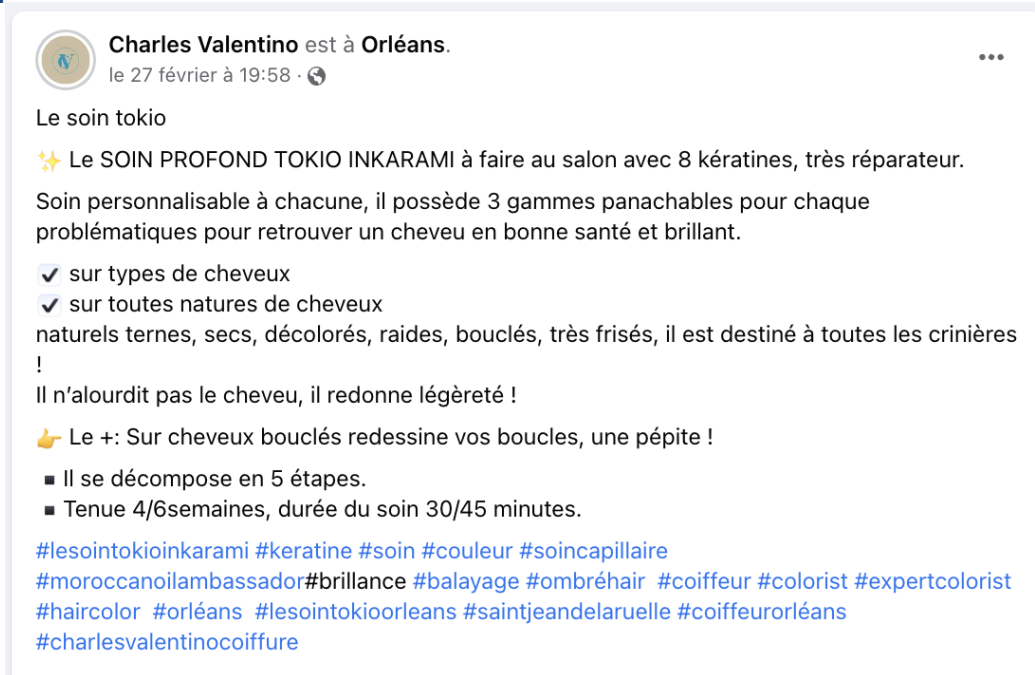 Charles Valentino est à Orléans.
le 27 février à 19:58 ·
Le soin tokio
✨ Le SOIN PROFOND TOKIO INKARAMI à faire au salon avec 8 kératines, très réparateur.
Soin personnalisable à chacune, il possède 3 gammes panachables pour chaque
problématiques pour retrouver un cheveu en bonne santé et brillant.
✔ sur types de cheveux
✔ sur toutes natures de cheveux
naturels ternes, secs, décolorés, raides, bouclés, très frisés, il est destiné à toutes les crinières
!
Il n’alourdit pas le cheveu, il redonne légèreté !
👉 Le +: Sur cheveux bouclés redessine vos boucles, une pépite !
▪Il se décompose en 5 étapes.
▪Tenue 4/6semaines, durée du soin 30/45 minutes.
#lesointokioinkarami #keratine #soin #couleur #soincapillaire
#moroccanoilambassador#brillance #balayage #ombréhair #coiffeur #colorist #expertcolorist
#haircolor #orléans #lesointokioorleans #saintjeandelaruelle #coiffeurorléans
#charlesvalentinocoiffure